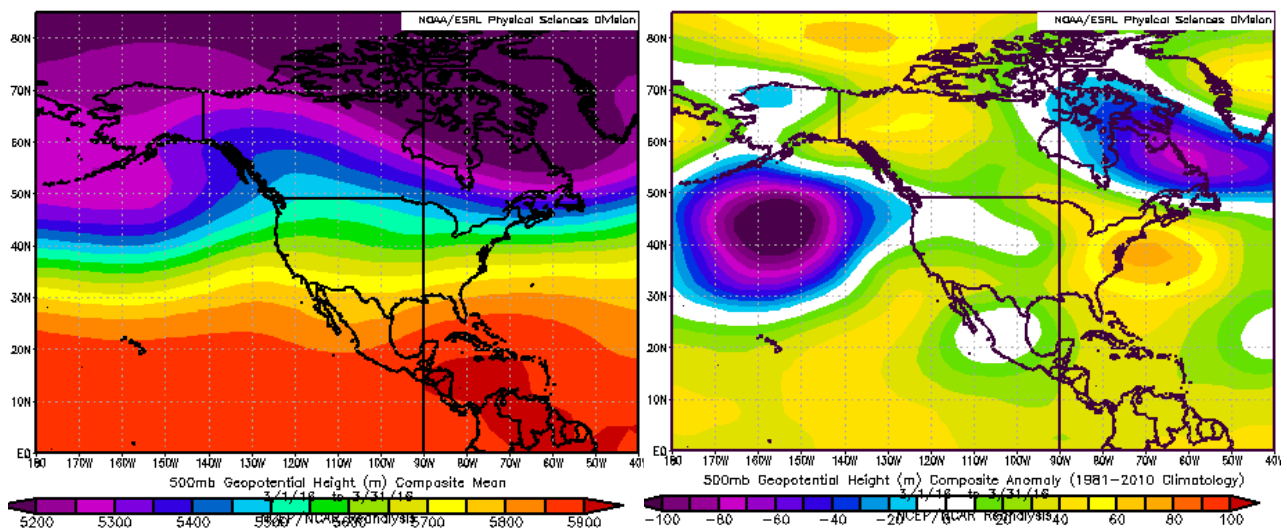 NOAA/ESRL Physical Sciences Division
80N
70N
60N
50N
40N
30N
20N
10N
EQ
180 170W 160W 150W 140W 130W 120W 110W 100W 90W 80W 70W 60W 50W 40W
500mb Geopotential Height (m) Composite Mean
3/1/16 to 3/31/16
NCEP/NCAR Reanalysis
5200 5300 5400 5700 5800 5900
NOAA/ESRL Physical Sciences Division
80N
70N
60N
50N
40N
30N
20N
10N
EQ
180 170W 160W 150W 140W 130W 120W 110W 100W 90W 80W 70W 60W 50W 40W
500mb Geopotential Height (m) Composite Anomaly (1981-2010 Climatology)
3/1/16 to 3/31/16
NCEP/NCAR Reanalysis
-100 -80 -60 -40 -20 20 40 60 80 100